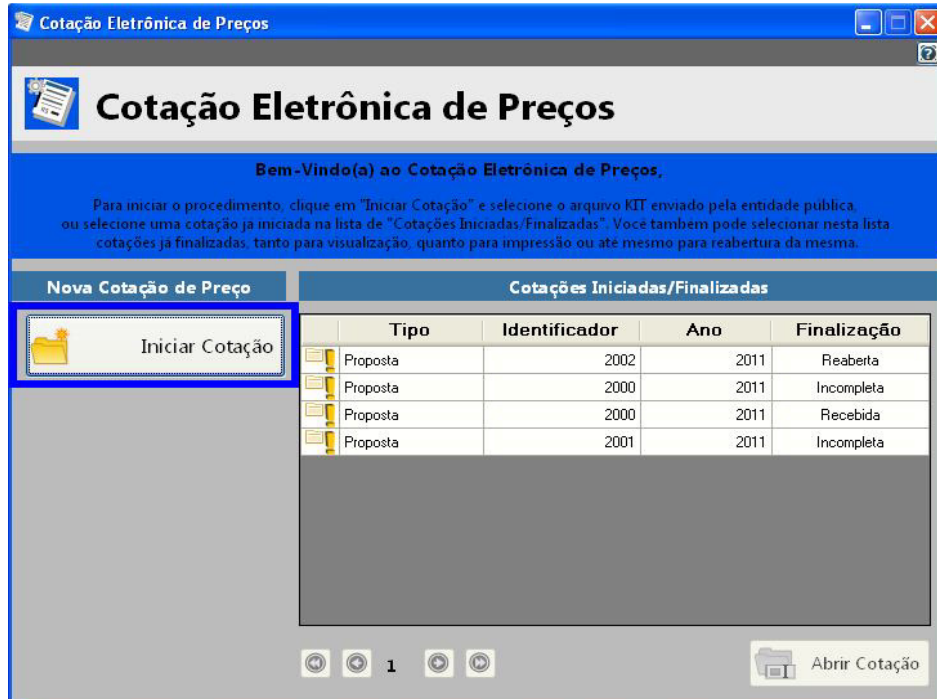 Cotação Eletrônica de Preços
Cotação Eletrônica de Preços
Bem-Vindo(a) ao Cotação Eletrônica de Preços,
Para iniciar o procedimento, clique em "Iniciar Cotação" e selecione o arquivo KIT enviado pela entidade pública,
ou selecione uma cotação já iniciada na lista de "Cotações Iniciadas/Finalizadas". Você tambem pode selecionar nesta lista
cotações já finalizadas, tanto para visualização, quanto para impressão ou até mesmo para reabertura da mesma.
Nova Cotação de Preço
Cotações Iniciadas/Finalizadas
Iniciar Cotação
Tipo Identificador Ano Finalização
Proposta 2002 2011 Reaberta
Proposta 2000 2011 Incompleta
Proposta 2000 2011 Recebida
Proposta 2001 2011 Incompleta
1
Abrir Cotação